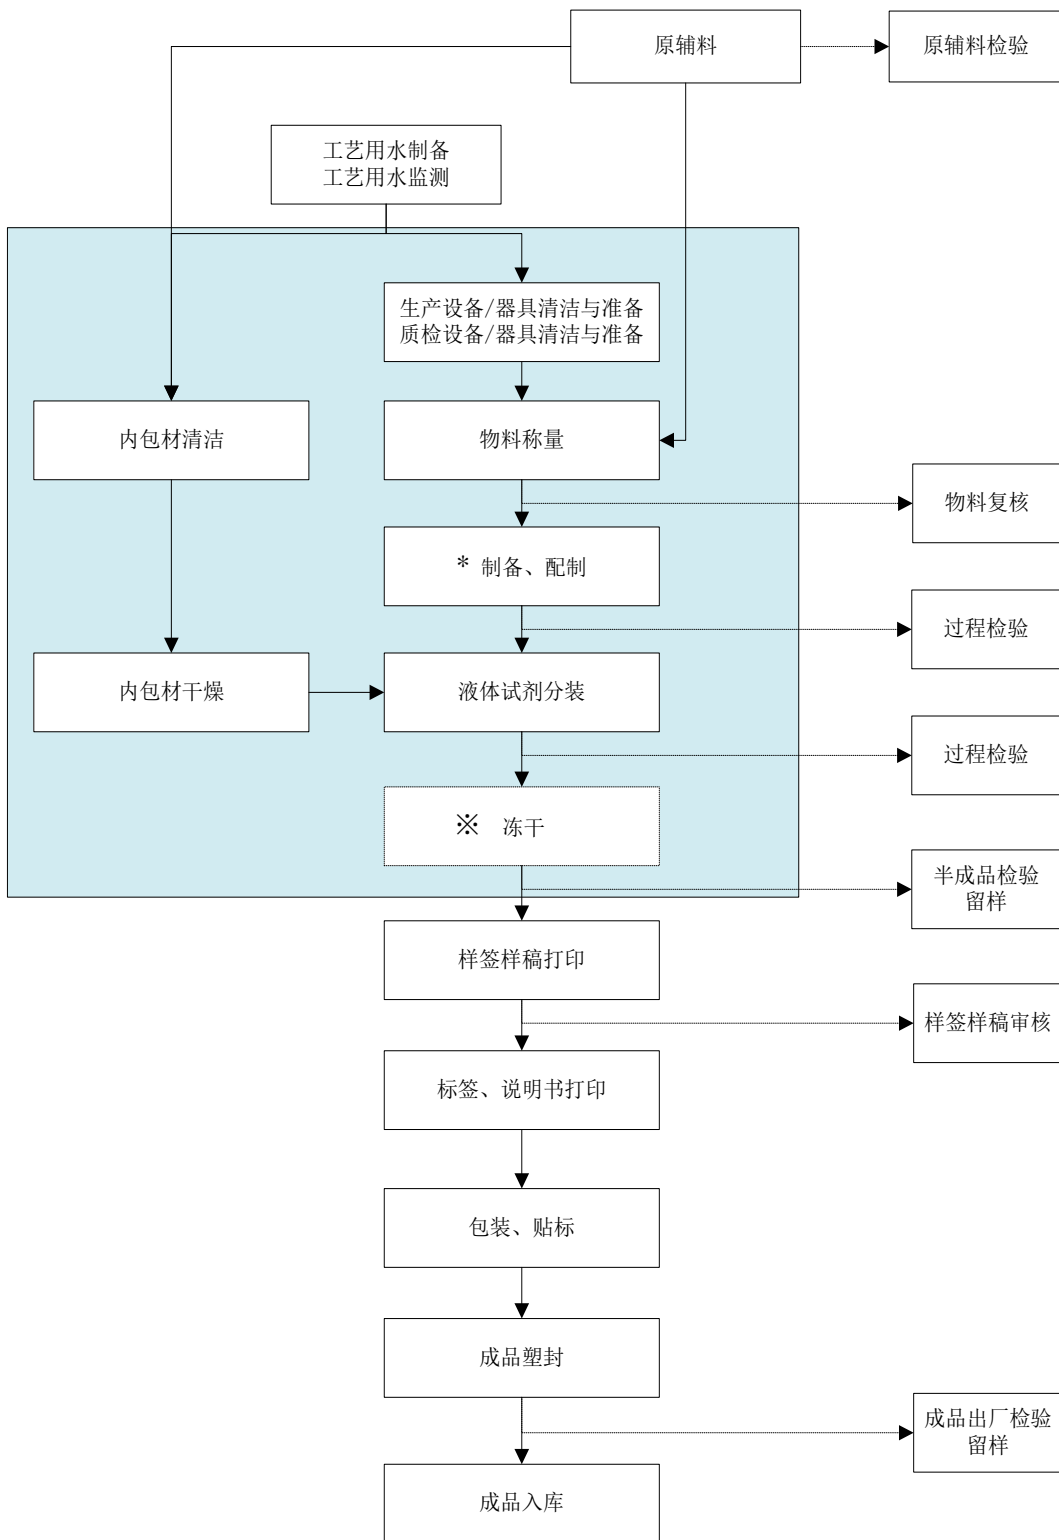 原辅料
原辅料检验
工艺用水制备
工艺用水监测
生产设备/器具清洁与准备
质检设备/器具清洁与准备
内包材清洁
物料称量
物料复核
* 制备、配制
过程检验
内包材干燥
液体试剂分装
过程检验
※ 冻干
半成品检验
留样
样签样稿打印
样签样稿审核
标签、说明书打印
包装、贴标
成品塑封
成品出厂检验
留样
成品入库